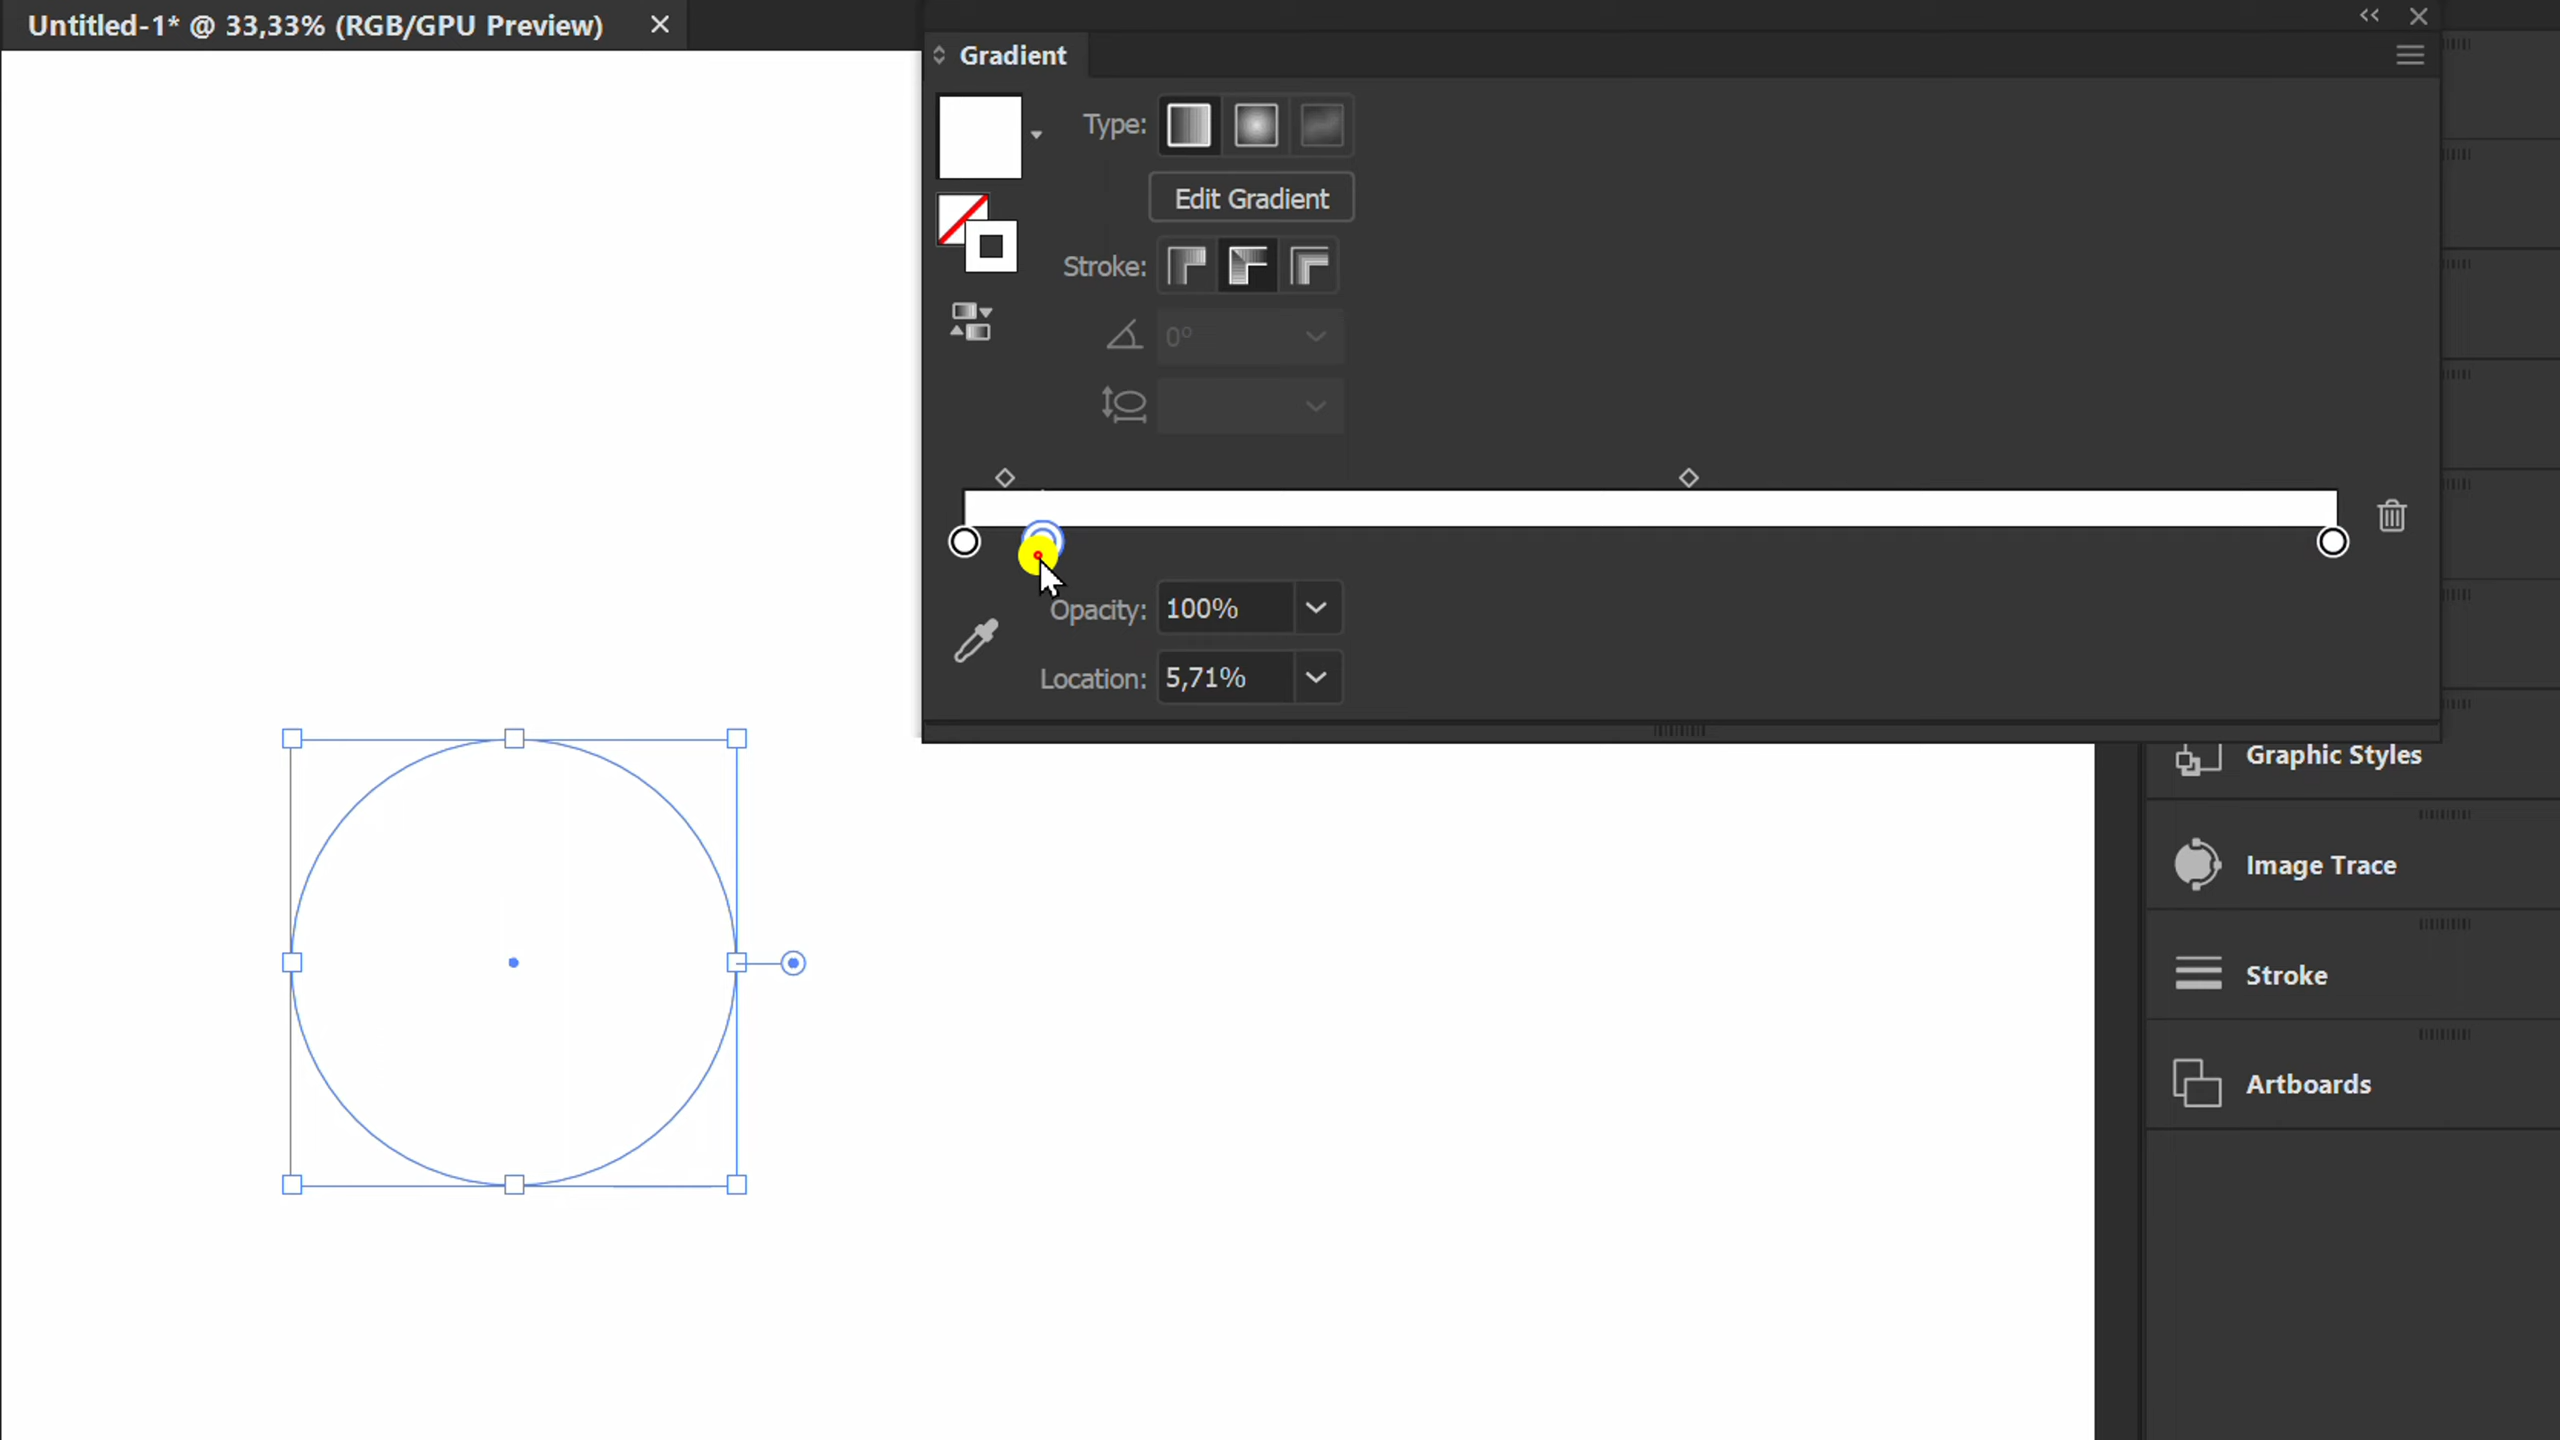 Untitled-1* @ 33,33% (RGB/GPU Preview)
Gradient
Type:
Edit Gradient
Stroke:
0°
Opacity: 100%
Location: 5,71%
Graphic Styles
Image Trace
Stroke
Artboards